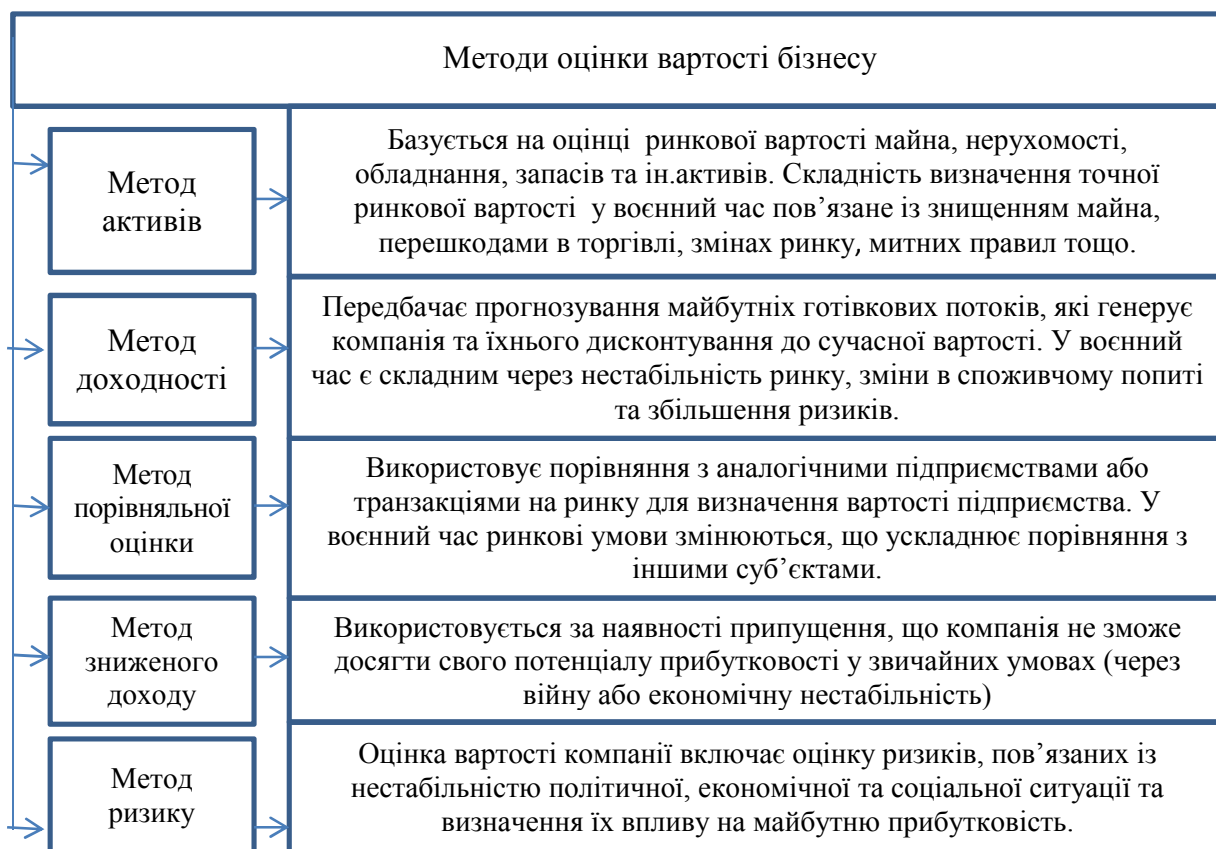 Методи оцінки вартості бізнесу
Метод
активів
Базується на оцінці ринкової вартості майна, нерухомості,
обладнання, запасів та ін.активів. Складність визначення точної
ринкової вартості у воєнний час пов’язане із знищенням майна,
перешкодами в торгівлі, змінах ринку, митних правил тощо.
Метод
доходності
Передбачає прогнозування майбутніх готівкових потоків, які генерує
компанія та їхнього дисконтування до сучасної вартості. У воєнний
час є складним через нестабільність ринку, зміни в споживчому попиті
та збільшення ризиків.
Метод
порівняльної
оцінки
Використовує порівняння з аналогічними підприємствами або
транзакціями на ринку для визначення вартості підприємства. У
воєнний час ринкові умови змінюються, що ускладнює порівняння з
іншими суб’єктами.
Метод
зниженого
доходу
Використовується за наявності припущення, що компанія не зможе
досягти свого потенціалу прибутковості у звичайних умовах (через
війну або економічну нестабільність)
Метод
ризику
Оцінка вартості компанії включає оцінку ризиків, пов’язаних із
нестабільністю політичної, економічної та соціальної ситуації та
визначення їх впливу на майбутню прибутковість.